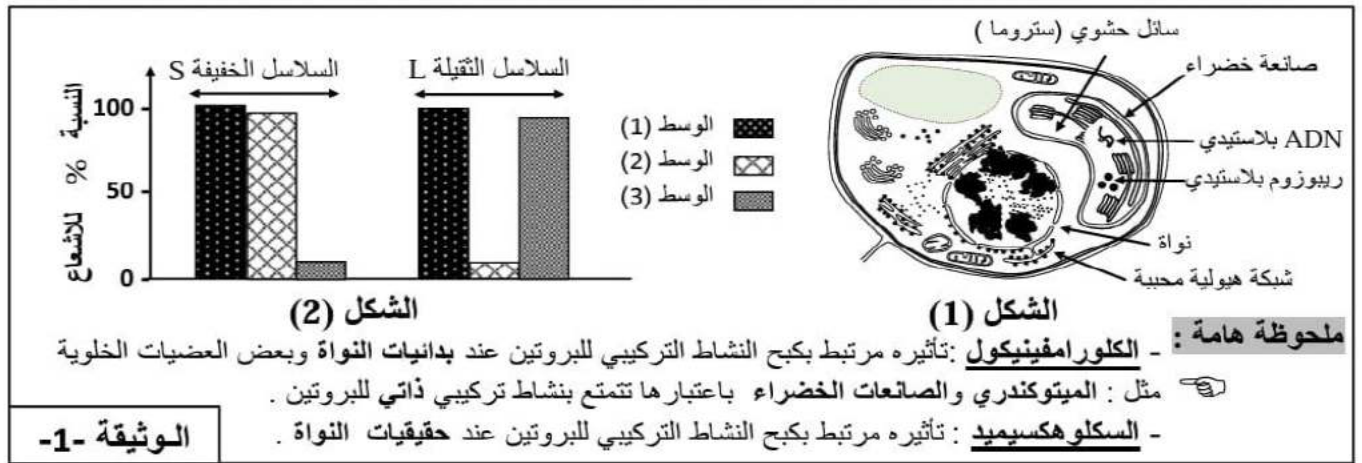 سائل حشوي (ستروما )
صانعة خضراء
ADN بلاستيدي
ريبوزوم بلاستيدي
نواة
شبكة هيولية محببة
الشكل (1)
السلاسل الخفيفة S
السلاسل الثقيلة L
النسبة % للاشعاع
100
50
0
الوسط (1)
الوسط (2)
الوسط (3)
الشكل (2)
ملحوظة هامة :
- الكلورامفينيكول :تأثيره مرتبط بكبح النشاط التركيبي للبروتين عند بدائيات النواة وبعض العضيات الخلوية
مثل : الميتوكندري والصانعات الخضراء باعتبارها تتمتع بنشاط تركيبي ذاتي للبروتين .
- السكلوهكسيميد : تأثيره مرتبط بكبح النشاط التركيبي للبروتين عند حقيقيات النواة .
الوثيقة -1-